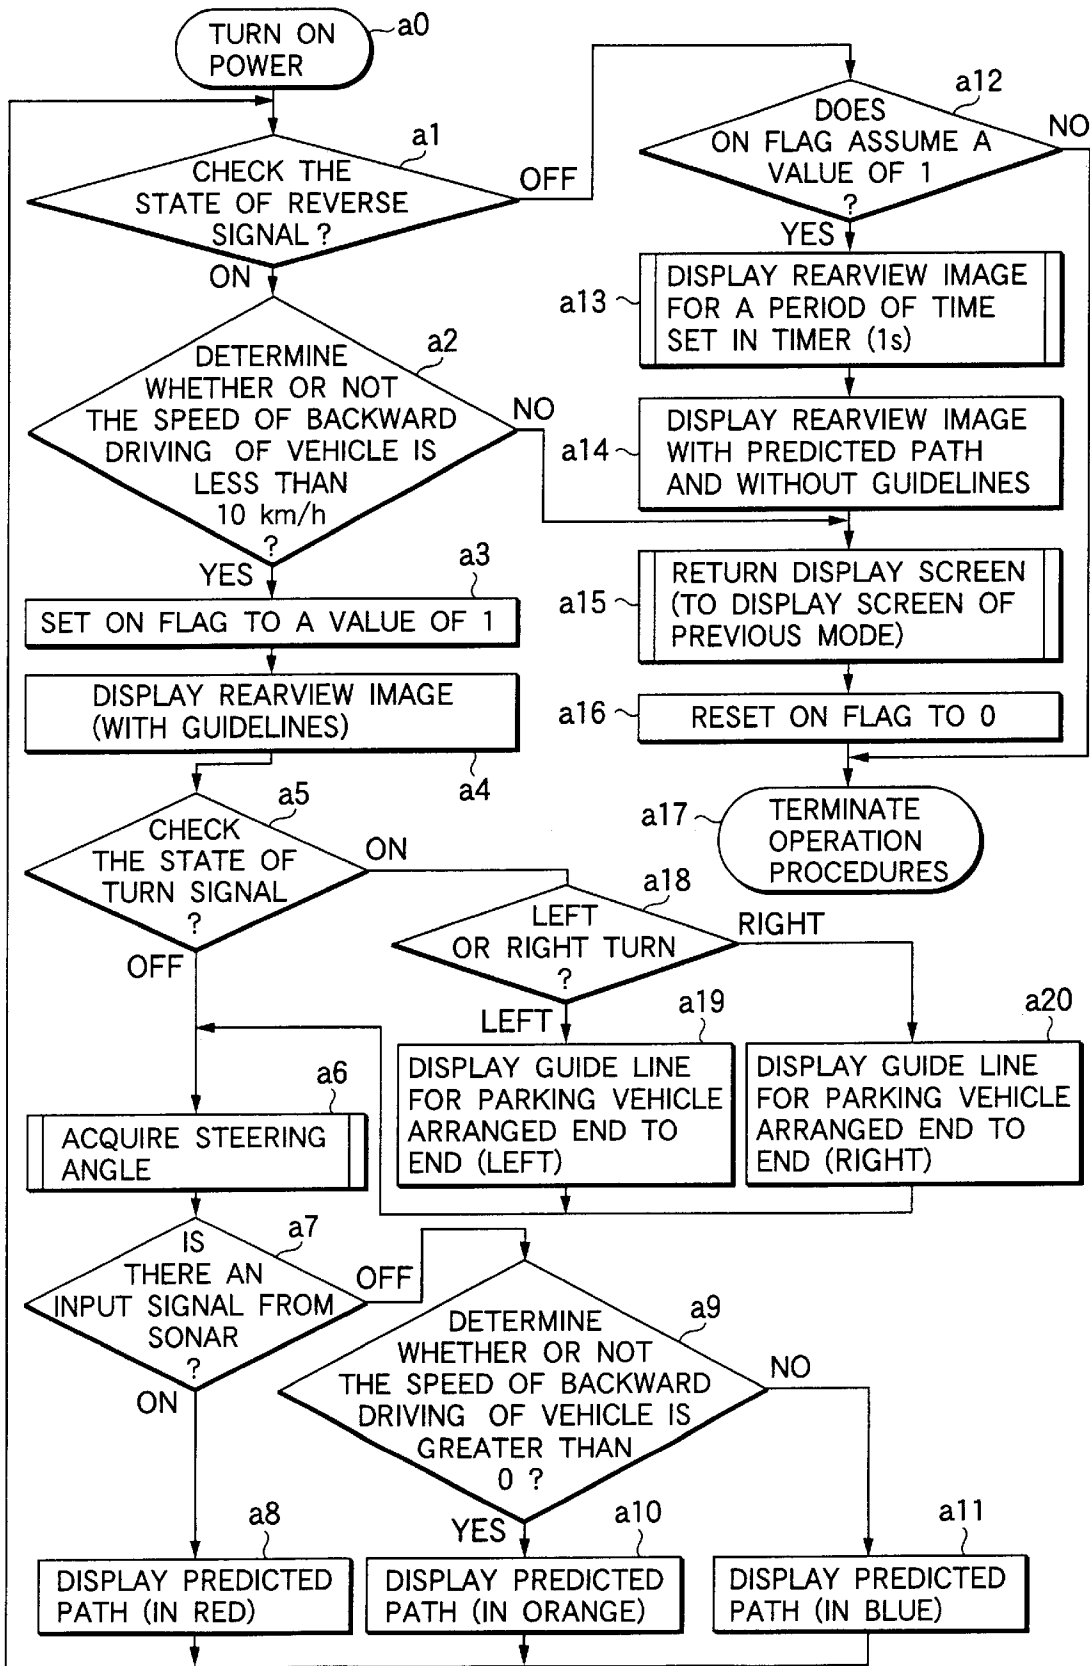 TURN ON
POWER
a0
a1
CHECK THE
STATE OF REVERSE
SIGNAL?
OFF
ON
a12
DOES
ON FLAG ASSUME A
VALUE OF 1
?
NO
YES
a13
DISPLAY REARVIEW IMAGE
FOR A PERIOD OF TIME
SET IN TIMER (1s)
a2
DETERMINE
WHETHER OR NOT
THE SPEED OF BACKWARD
DRIVING OF VEHICLE IS
LESS THAN
10 km/h
?
NO
YES
a14
DISPLAY REARVIEW IMAGE
WITH PREDICTED PATH
AND WITHOUT GUIDELINES
a3
SET ON FLAG TO A VALUE OF 1
a15
RETURN DISPLAY SCREEN
(TO DISPLAY SCREEN OF
PREVIOUS MODE)
DISPLAY REARVIEW IMAGE
(WITH GUIDELINES)
a4
a16
RESET ON FLAG TO 0
a17
TERMINATE
OPERATION
PROCEDURES
a5
CHECK
THE STATE OF
TURN SIGNAL
?
ON
OFF
a18
LEFT
OR RIGHT TURN
?
RIGHT
LEFT
a19
DISPLAY GUIDE LINE
FOR PARKING VEHICLE
ARRANGED END TO
END (LEFT)
a20
DISPLAY GUIDE LINE
FOR PARKING VEHICLE
ARRANGED END TO
END (RIGHT)
a6
ACQUIRE STEERING
ANGLE
a7
IS
THERE AN
INPUT SIGNAL FROM
SONAR
?
OFF
ON
a9
DETERMINE
WHETHER OR NOT
THE SPEED OF BACKWARD
DRIVING OF VEHICLE IS
GREATER THAN
0 ?
NO
YES
a8
DISPLAY PREDICTED
PATH (IN RED)
a10
DISPLAY PREDICTED
PATH (IN ORANGE)
a11
DISPLAY PREDICTED
PATH (IN BLUE)